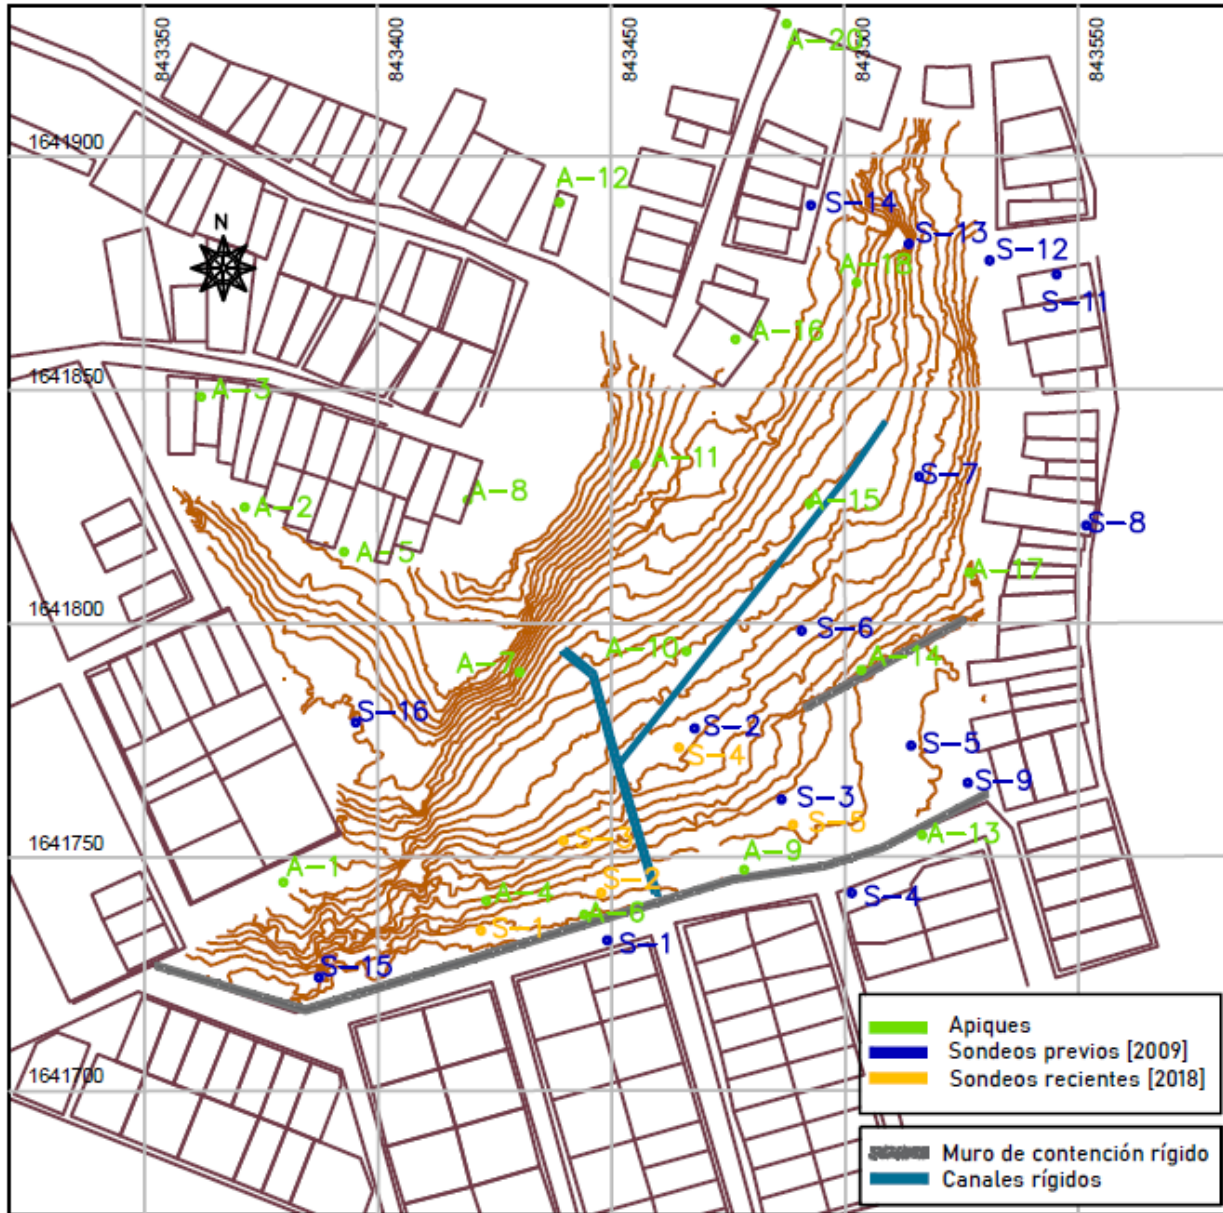 843350
843400
843450
843500
843550
A-20
1641900
A-12
S-14
S-13
S-12
N
A-18
S-11
A-16
1641850
A-3
A-11
A-8
S-7
A-2
A-15
S-8
A-5
A-17
1641800
S-6
A-10
A-7
A-14
S-16
S-2
S-4
S-5
S-9
S-3
S-5
S-3
A-13
1641750
A-9
A-1
S-2
A-4
S-4
A-6
S-1
S-1
S-15
Apiques
Sondeos previos [2009]
Sondeos recientes [2018]
1641700
Muro de contención rígido
Canales rígidos